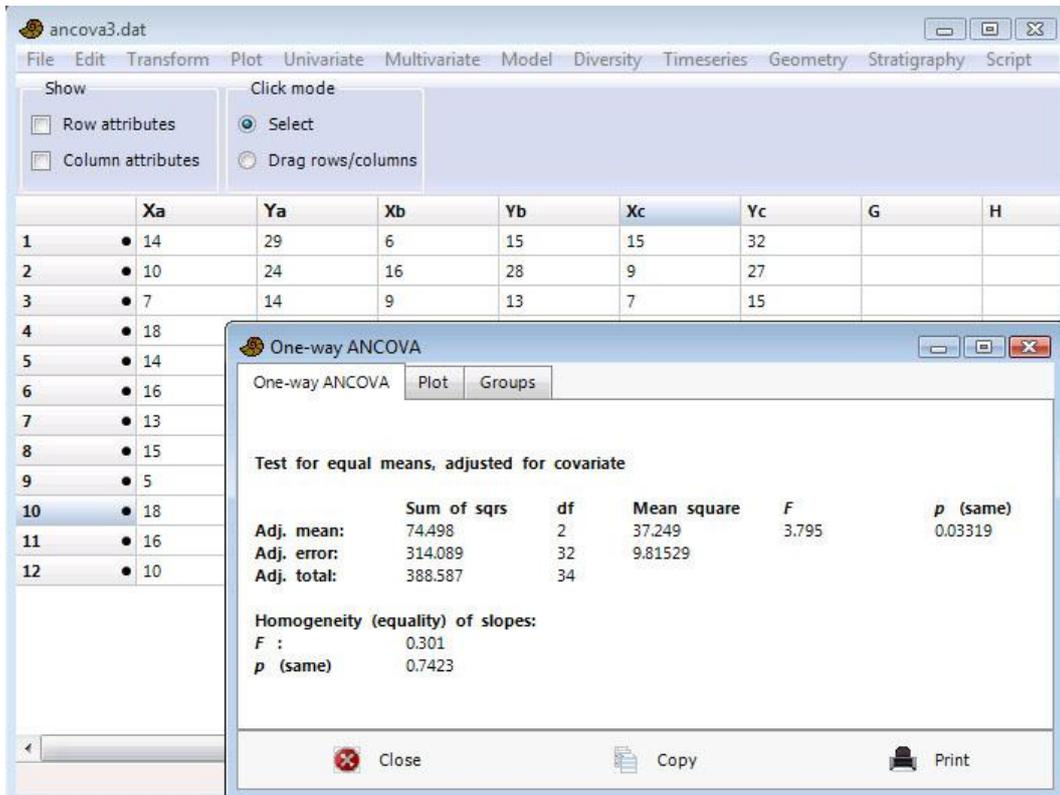 ancova3.dat
File Edit Transform Plot Univariate Multivariate Model Diversity Timeseries Geometry Stratigraphy Script
Show Click mode
Row attributes Select
Column attributes Drag rows/columns
Xa Ya Xb Yb Xc Yc G H
1 14 29 6 15 15 32
2 10 24 16 28 9 27
3 7 14 9 13 7 15
4 18
5 14
6 16
7 13
8 15
9 5
10 18
11 16
12 10
One-way ANCOVA
One-way ANCOVA Plot Groups
Test for equal means, adjusted for covariate
Sum of sqrs df Mean square F p (same)
Adj. mean: 74.498 2 37.249 3.795 0.03319
Adj. error: 314.089 32 9.81529
Adj. total: 388.587 34
Homogeneity (equality) of slopes:
F : 0.301
p (same) 0.7423
Close Copy Print